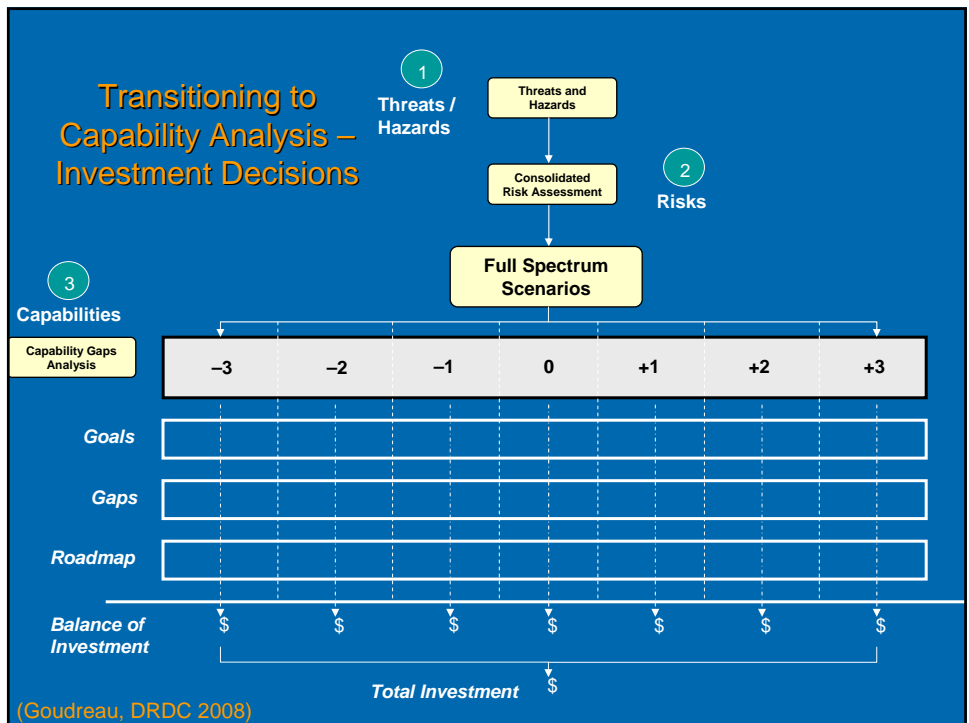 Transitioning to
Capability Analysis –
Investment Decisions
1
Threats /
Hazards
Threats and
Hazards
Consolidated
Risk Assessment
2
Risks
Full Spectrum
Scenarios
3
Capabilities
Capability Gaps
Analysis
–3 –2 –1 0 +1 +2 +3
Goals
Gaps
Roadmap
Balance of
Investment
$ $ $ $ $ $ $
Total Investment $
(Goudreau, DRDC 2008)